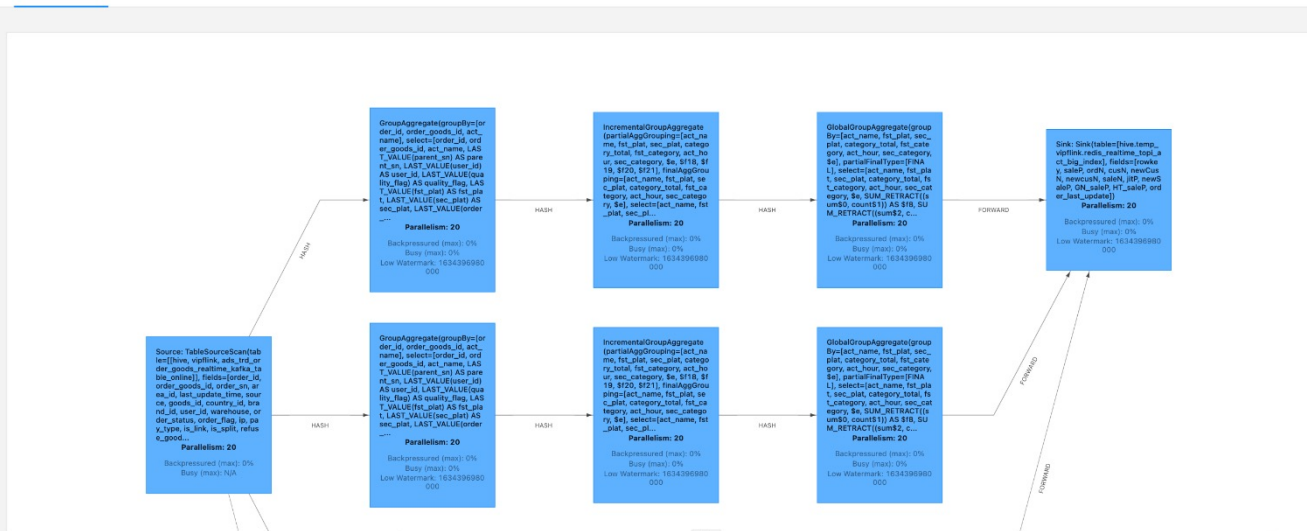 GroupAggregate(groupBy=[or
der_id, order_goods_id, act_
name], select=[order_id, ord
er_goods_id, act_name, LAS
T_VALUE(parent_sn) AS pare
nt_sn, LAST_VALUE(user_id)
AS user_id, LAST_VALUE(qua
lity_flag) AS quality_flag, LAS
T_VALUE(fst_plat) AS fst_pla
t, LAST_VALUE(sec_plat) AS
sec_plat, LAST_VALUE(order
_...
Parallelism: 20
Backpressured (max): 0%
Busy (max): 0%
Low Watermark: 1634396980
000
HASH
IncrementalGroupAggregate
(partialAggGrouping=[act_na
me, fst_plat, sec_plat, catego
ry_total, fst_category, act_ho
ur, sec_category, $e, $f18, $f
19, $f20, $f21], finalAggGrou
ping=[act_name, fst_plat, se
c_plat, category_total, fst_ca
tegory, act_hour, sec_catego
ry, $e], select=[act_name, fst
_plat, sec_pl...
Parallelism: 20
Backpressured (max): 0%
Busy (max): 0%
Low Watermark: 1634396980
000
HASH
GlobalGroupAggregate(group
By=[act_name, fst_plat, sec_
plat, category_total, fst_cate
gory, act_hour, sec_category,
$e], partialFinalType=[FINA
L], select=[act_name, fst_pla
t, sec_plat, category_total, fs
t_category, act_hour, sec_cat
egory, $e, SUM_RETRACT((s
um$0, count$1)) AS $f8, SU
M_RETRACT((sum$2, c...
Parallelism: 20
Backpressured (max): 0%
Busy (max): 0%
Low Watermark: 1634396980
000
FORWARD
Sink: Sink(table=[hive.temp_
vipflink.redis_realtime_topi_a
ct_big_index], fields=[rowke
y, saleP, ordN, cusN, newCus
N, newcusN, saleN, jitP, newS
aleP, GN_saleP, HT_saleP, ord
er_last_update])
Parallelism: 20
Backpressured (max): 0%
Busy (max): 0%
Low Watermark: 1634396980
000
HASH
Source: TableSourceScan(tab
le=[[hive, vipflink, ads_trd_or
der_goods_realtime_kafka_ta
ble_online]], fields=[order_id,
order_goods_id, order_sn, ar
ea_id, last_update_time, sour
ce, goods_id, country_id, bra
nd_id, user_id, warehouse, or
der_status, order_flag, ip, pa
y_type, is_link, is_split, refus
e_good...
Parallelism: 20
Backpressured (max): 0%
Busy (max): N/A
HASH
GroupAggregate(groupBy=[or
der_id, order_goods_id, act_
name], select=[order_id, ord
er_goods_id, act_name, LAS
T_VALUE(parent_sn) AS pare
nt_sn, LAST_VALUE(user_id)
AS user_id, LAST_VALUE(qua
lity_flag) AS quality_flag, LAS
T_VALUE(fst_plat) AS fst_pla
t, LAST_VALUE(sec_plat) AS
sec_plat, LAST_VALUE(order
_...
Parallelism: 20
Backpressured (max): 0%
Busy (max): 0%
Low Watermark: 1634396980
000
HASH
IncrementalGroupAggregate
(partialAggGrouping=[act_na
me, fst_plat, sec_plat, catego
ry_total, fst_category, act_ho
ur, sec_category, $e, $f18, $f
19, $f20, $f21], finalAggGrou
ping=[act_name, fst_plat, se
c_plat, category_total, fst_ca
tegory, act_hour, sec_catego
ry, $e], select=[act_name, fst
_plat, sec_pl...
Parallelism: 20
Backpressured (max): 0%
Busy (max): 0%
Low Watermark: 1634396980
000
HASH
GlobalGroupAggregate(group
By=[act_name, fst_plat, sec_
plat, category_total, fst_cate
gory, act_hour, sec_category,
$e], partialFinalType=[FINA
L], select=[act_name, fst_pla
t, sec_plat, category_total, fs
t_category, act_hour, sec_cat
egory, $e, SUM_RETRACT((s
um$0, count$1)) AS $f8, SU
M_RETRACT((sum$2, c...
Parallelism: 20
Backpressured (max): 0%
Busy (max): 0%
Low Watermark: 1634396980
000
FORWARD
FORWARD